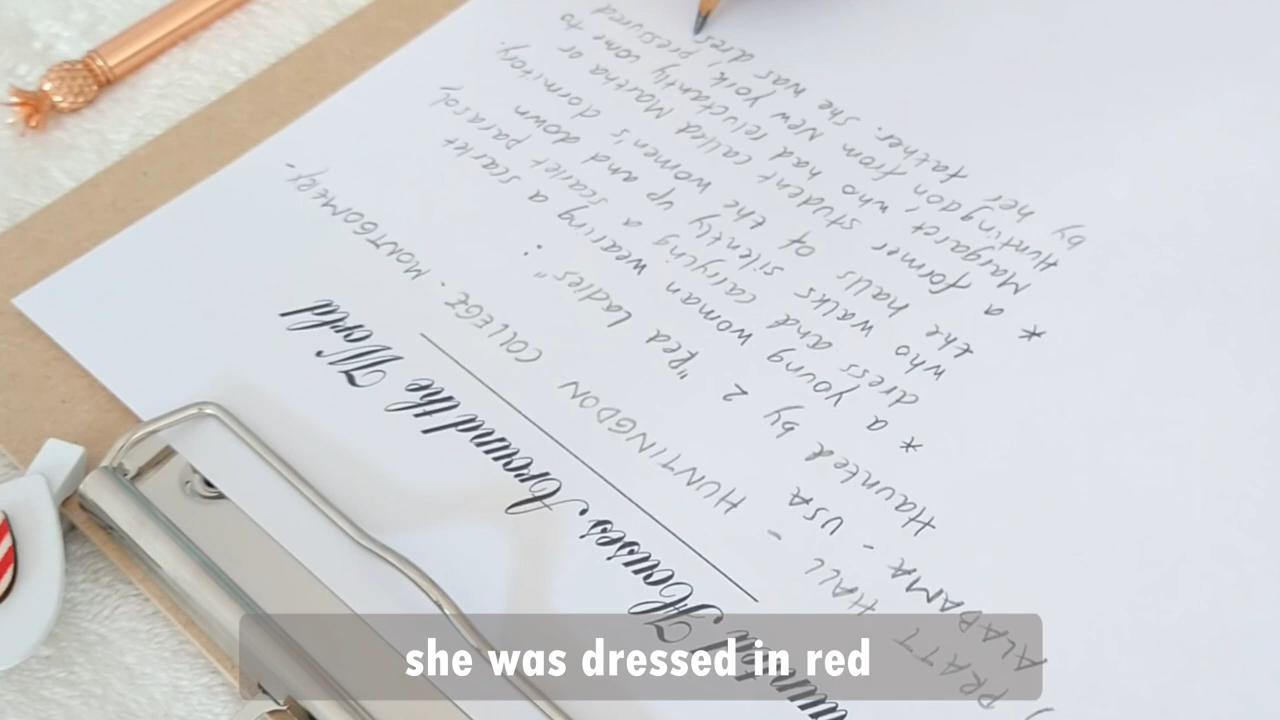 aunted Houses Around the World
) PRATT HALL - HUNTINGDON COLLEGE. MONTGOMERY-
ALABAMA - USA
Haunted by 2 "Red Ladies" :
* a young woman wearing a scarlet
dress and carrying a scarlet parasol,
who walks silently up and down
the halls of the women's dormitory.
* a former student called Martha or
Margaret, who had reluctantly come to
Huntingdon from New York pressured
by her father. She was dres
she was dressed in red